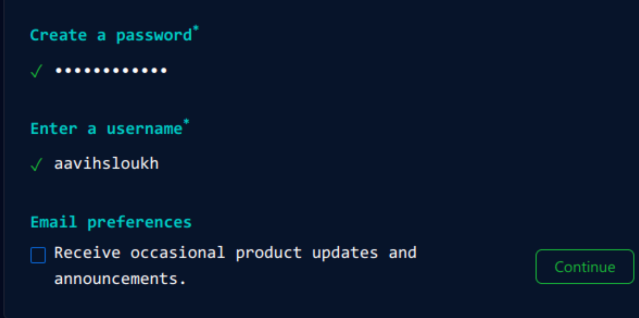 Create a password*
✓ ••••••••••••
Enter a username*
✓ aavihsloukh
Email preferences
Receive occasional product updates and
announcements.
Continue